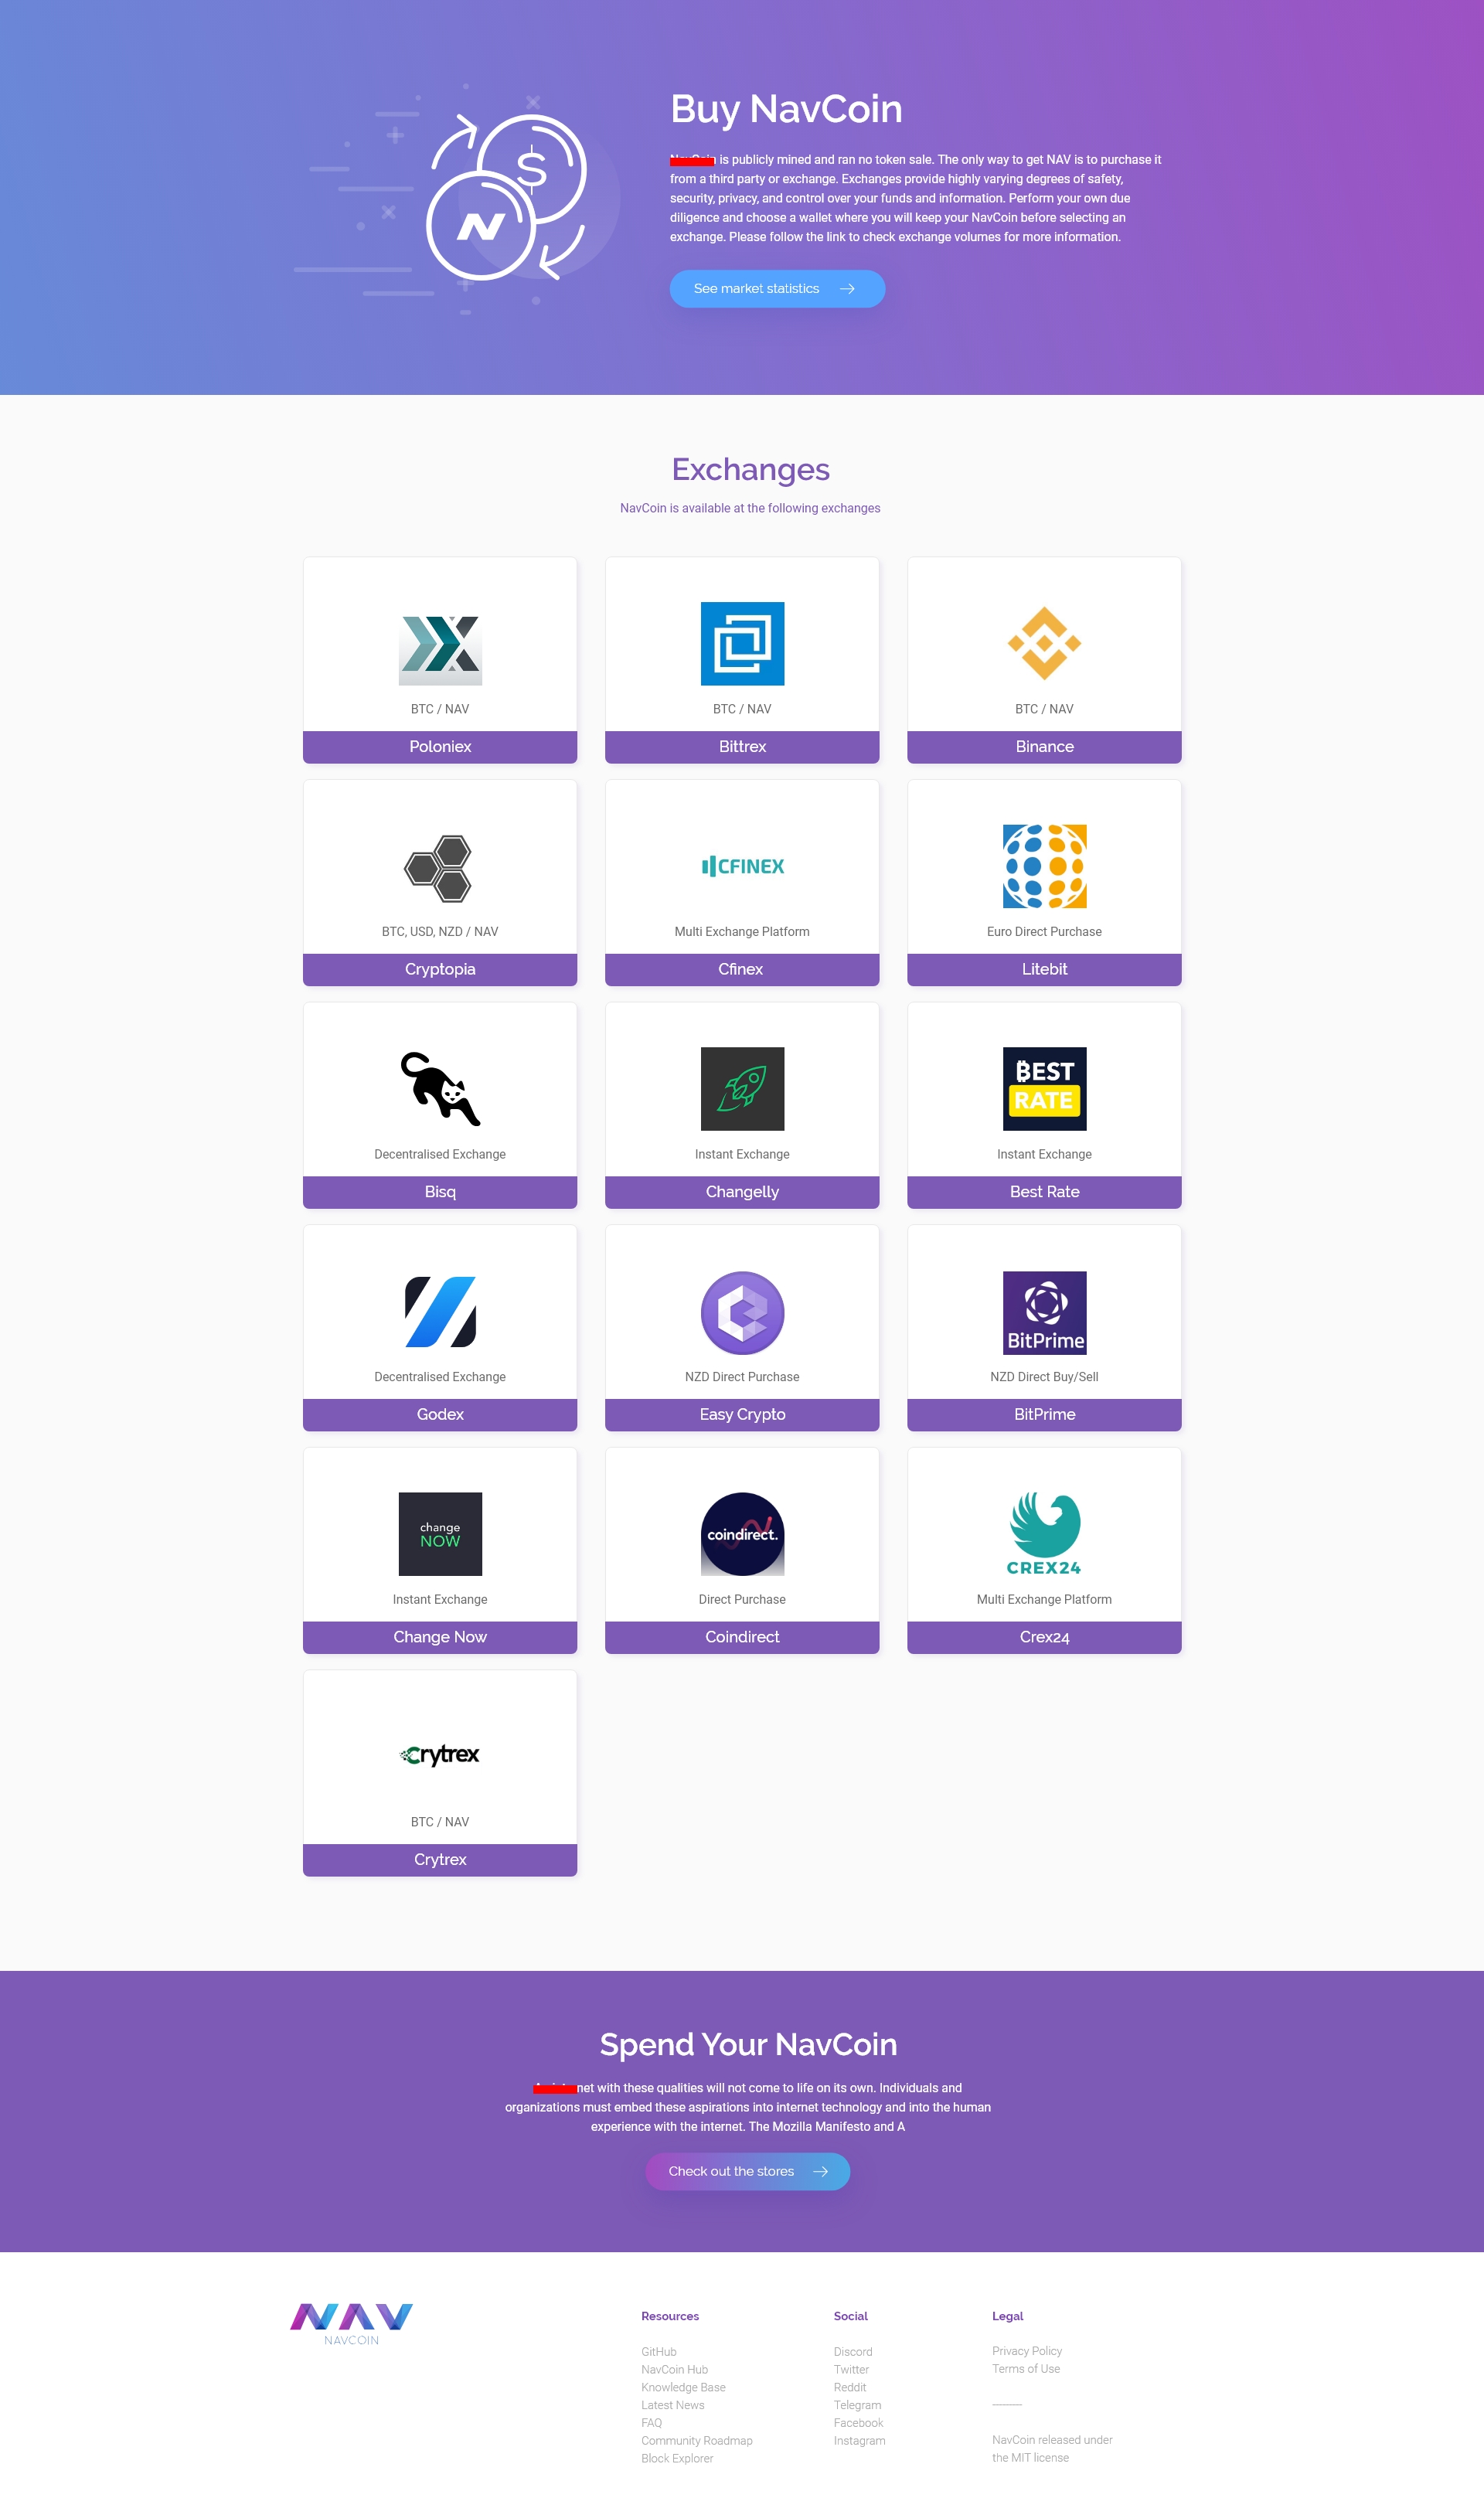 Buy NavCoin
is publicly mined and ran no token sale. The only way to get NAV is to purchase it
from a third party or exchange. Exchanges provide highly varying degrees of safety,
security, privacy, and control over your funds and information. Perform your own due
diligence and choose a wallet where you will keep your NavCoin before selecting an
exchange. Please follow the link to check exchange volumes for more information.
See market statistics
Exchanges
NavCoin is available at the following exchanges
BTC / NAV
Poloniex
BTC / NAV
Bittrex
BTC / NAV
Binance
BTC, USD, NZD / NAV
Cryptopia
CFINEX
Multi Exchange Platform
Cfinex
Euro Direct Purchase
Litebit
Decentralised Exchange
Bisq
Instant Exchange
Changelly
BEST
RATE
Instant Exchange
Best Rate
Decentralised Exchange
Godex
NZD Direct Purchase
Easy Crypto
BitPrime
NZD Direct Buy/Sell
BitPrime
change
NOW
Instant Exchange
Change Now
coindirect.
Direct Purchase
Coindirect
CREX24
Multi Exchange Platform
Crex24
Crytrex
BTC / NAV
Crytrex
Spend Your NavCoin
with these qualities will not come to life on its own. Individuals and
organizations must embed these aspirations into internet technology and into the human
experience with the internet. The Mozilla Manifesto and A
Check out the stores
NAV
NAVCOIN
Resources
GitHub
NavCoin Hub
Knowledge Base
Latest News
FAQ
Community Roadmap
Block Explorer
Social
Discord
Twitter
Reddit
Telegram
Facebook
Instagram
Legal
Privacy Policy
Terms of Use
NavCoin released under
the MIT license